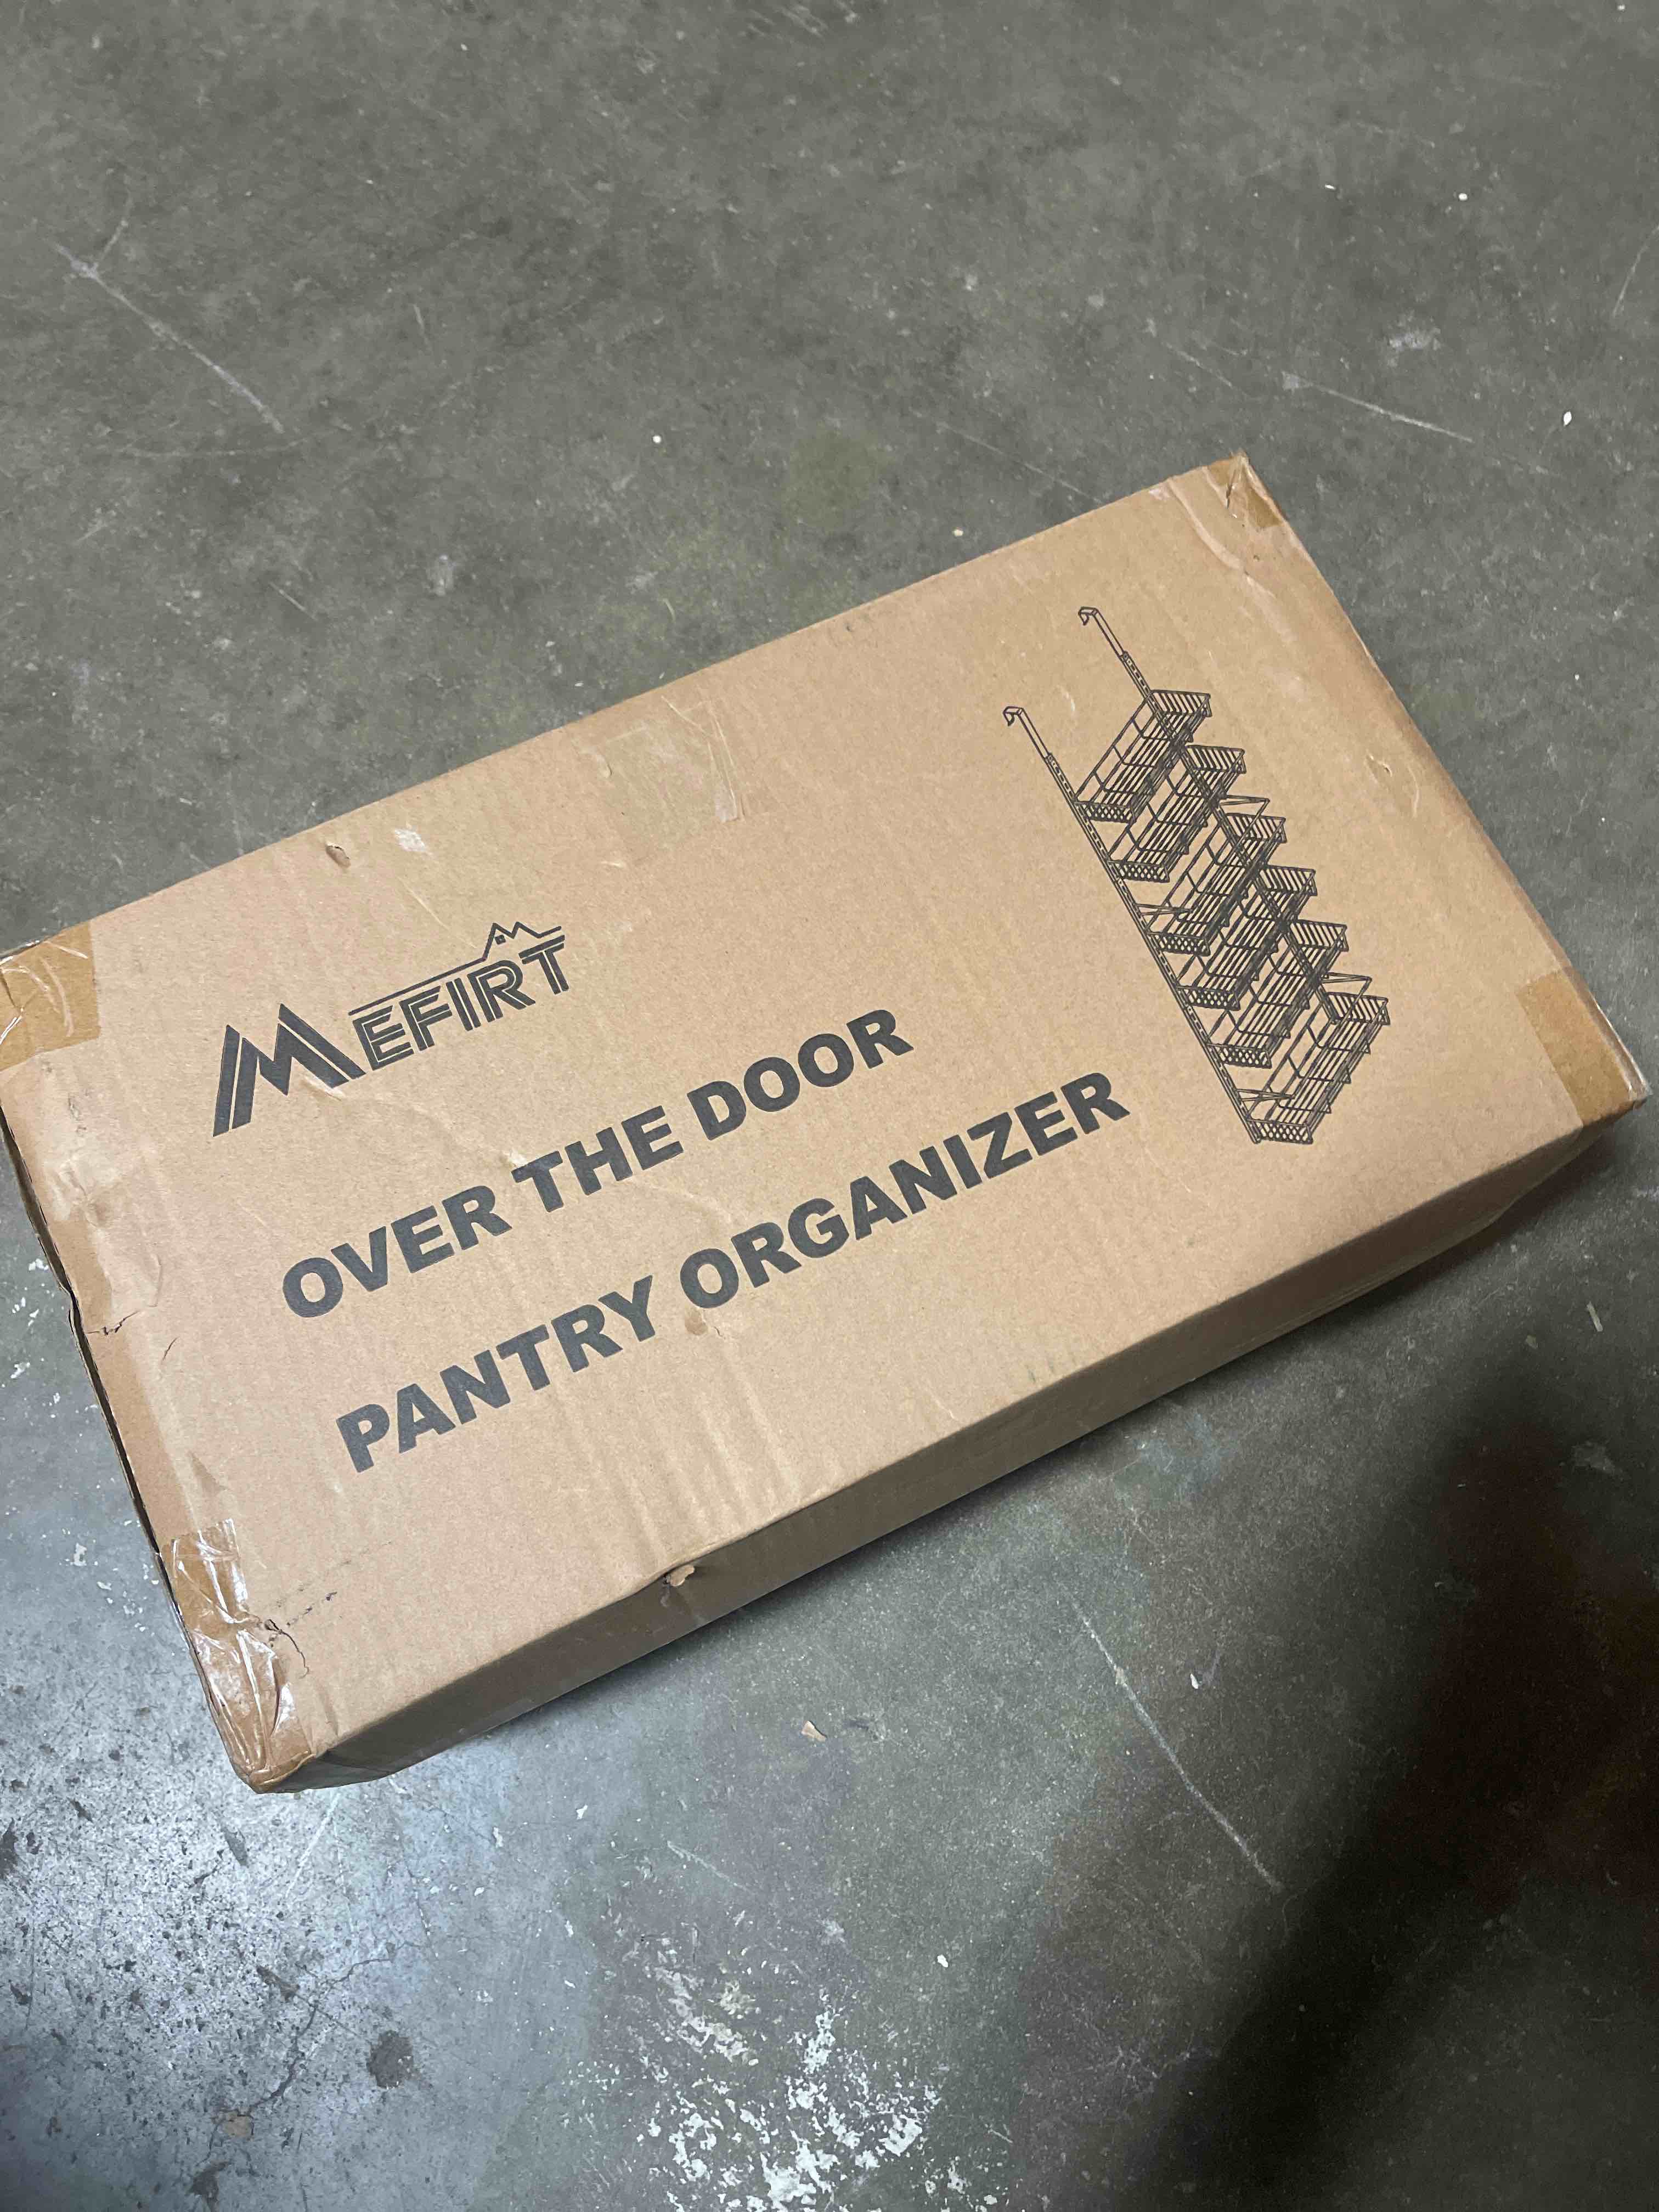 MEFIRT
OVER THE DOOR
PANTRY ORGANIZER